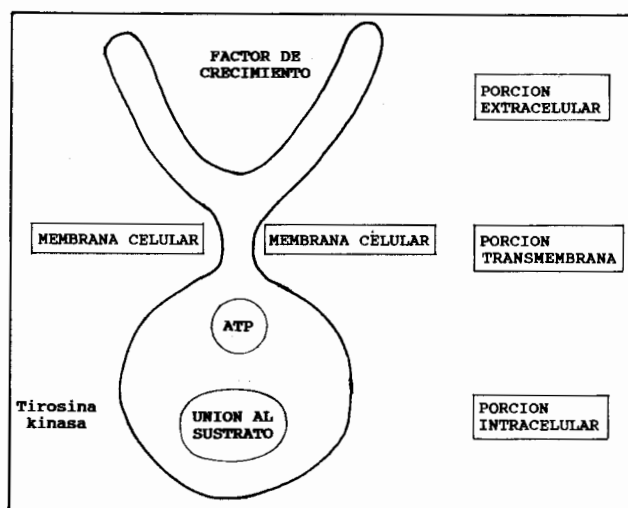 FACTOR DE
CRECIMIENTO
PORCION
EXTRACELULAR
MEMBRANA CELULAR
MEMBRANA CELULAR
PORCION
TRANSMEMBRANA
ATP
Tirosina
kinasa
UNION AL
SUSTRATO
PORCION
INTRACELULAR